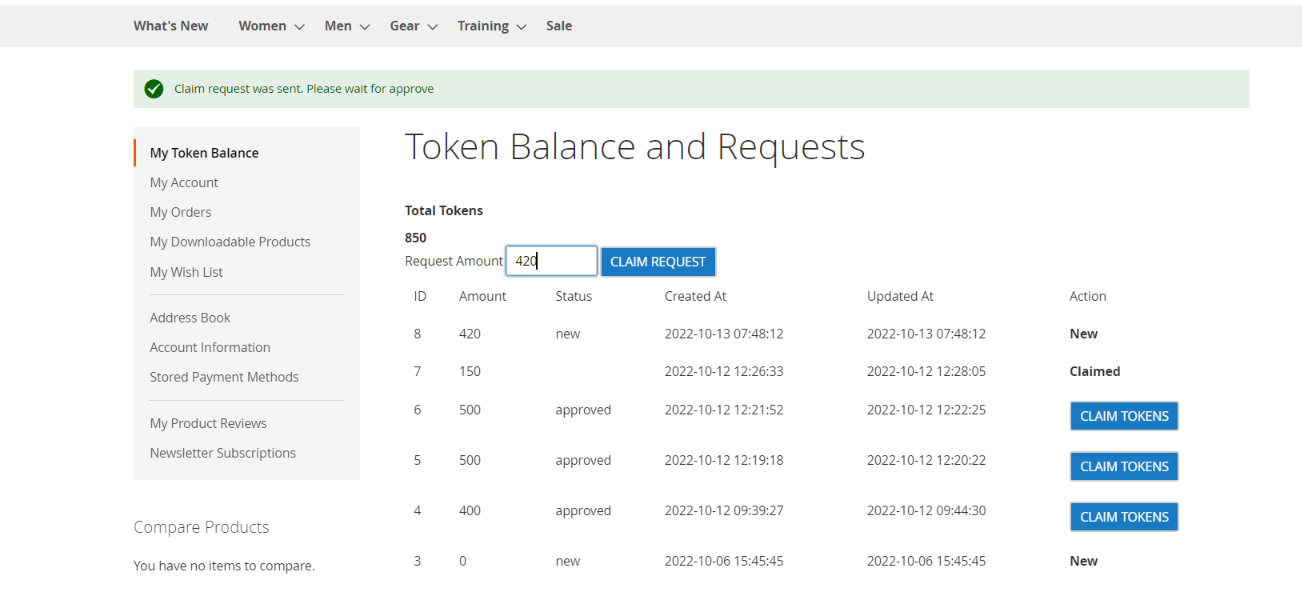 What's New Women Men Gear Training Sale
Claim request was sent. Please wait for approve
My Token Balance
My Account
My Orders
My Downloadable Products
My Wish List
Address Book
Account Information
Stored Payment Methods
My Product Reviews
Newsletter Subscriptions
Compare Products
You have no items to compare.
Token Balance and Requests
Total Tokens
850
Request Amount 420 CLAIM REQUEST
ID Amount Status Created At Updated At Action
8 420 new 2022-10-13 07:48:12 2022-10-13 07:48:12 New
7 150 2022-10-12 12:26:33 2022-10-12 12:28:05 Claimed
6 500 approved 2022-10-12 12:21:52 2022-10-12 12:22:25 CLAIM TOKENS
5 500 approved 2022-10-12 12:19:18 2022-10-12 12:20:22 CLAIM TOKENS
4 400 approved 2022-10-12 09:39:27 2022-10-12 09:44:30 CLAIM TOKENS
3 0 new 2022-10-06 15:45:45 2022-10-06 15:45:45 New